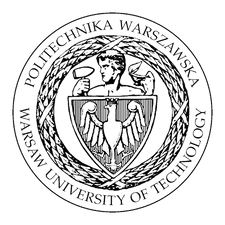 POLITECHNIKA WARSZAWSKA
WARSAW UNIVERSITY OF TECHNOLOGY